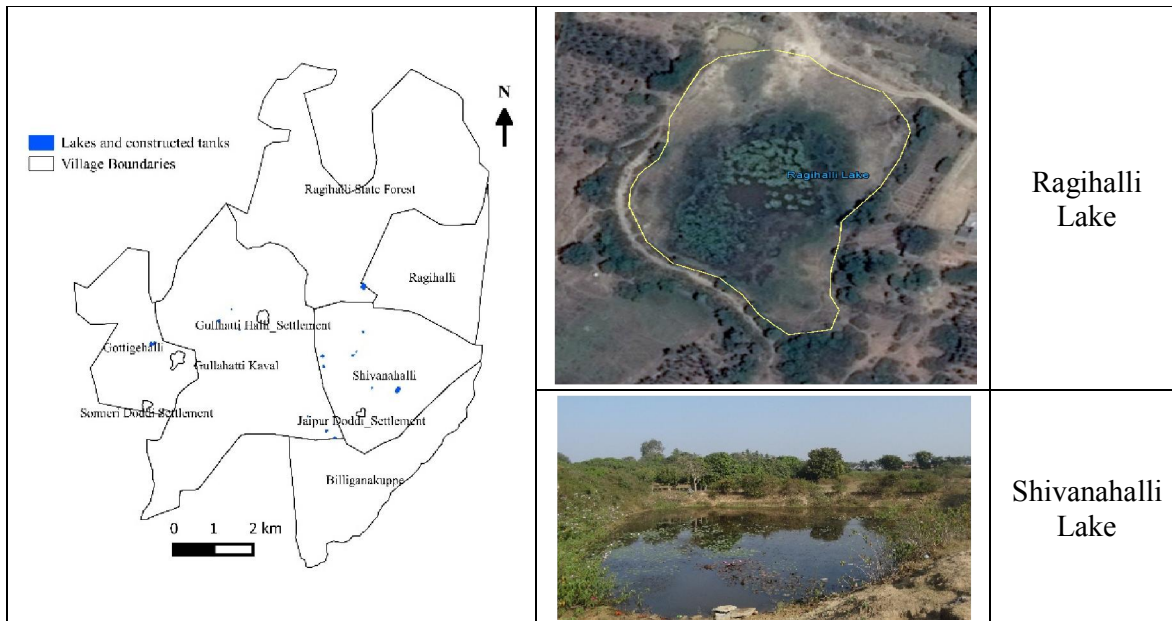 N
Lakes and constructed tanks
Village Boundaries
Ragihalli State Forest
Ragihalli
Gullhatti Halli_Settlement
Gottigehalli
Gullahatti Kaval
Shivanahalli
Someri Doddi Settlement
Jaipur Doddi_Settlement
Billiganakuppe
0 1 2 km
Ragihalli Lake
Ragihalli
Lake
Shivanahalli
Lake